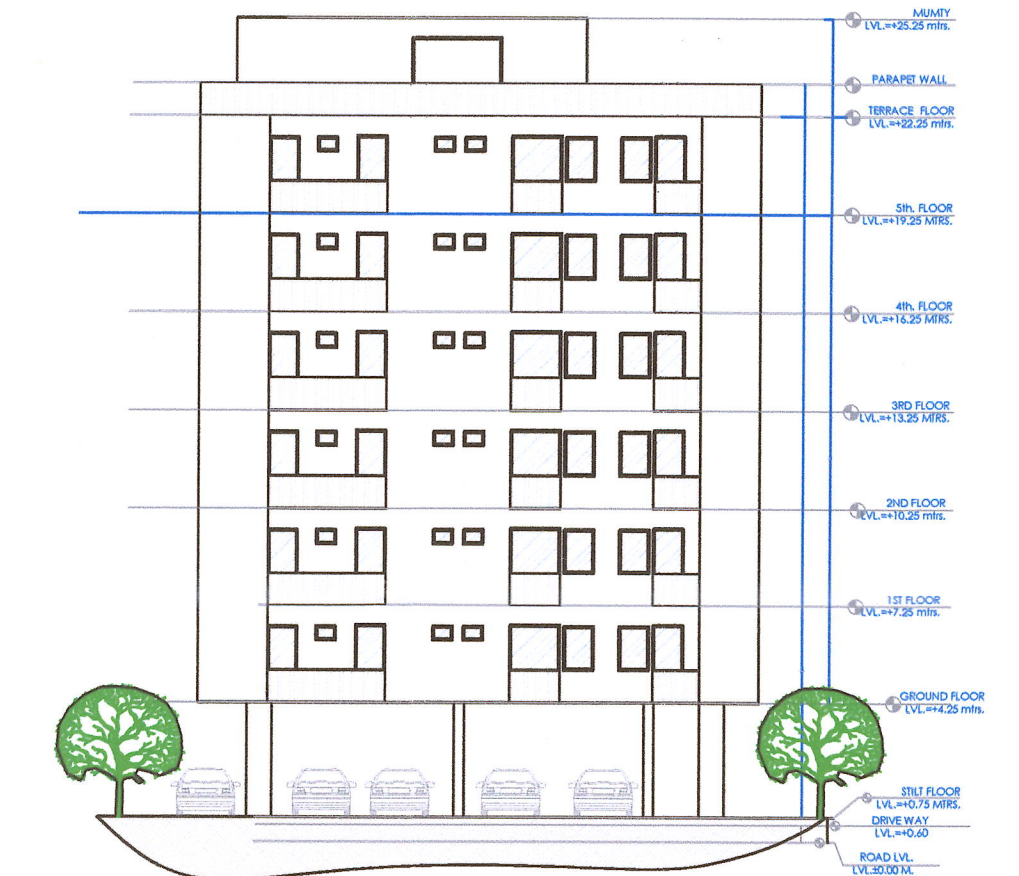 MUMTY
LVL.=+25.25 mtrs.
PARAPET WALL
TERRACE FLOOR
LVL.=+22.25 mtrs.
5th. FLOOR
LVL.=+19.25 MTRS.
4th. FLOOR
LVL.=+16.25 MTRS.
3RD FLOOR
LVL.=+13.25 MTRS.
2ND FLOOR
LVL.=+10.25 mtrs.
1ST FLOOR
LVL.=+7.25 mtrs.
GROUND FLOOR
LVL.=+4.25 mtrs.
STILT FLOOR
LVL.=+0.75 MTRS.
DRIVE WAY
LVL.=+0.60
ROAD LVL.
LVL.±0.00 M.